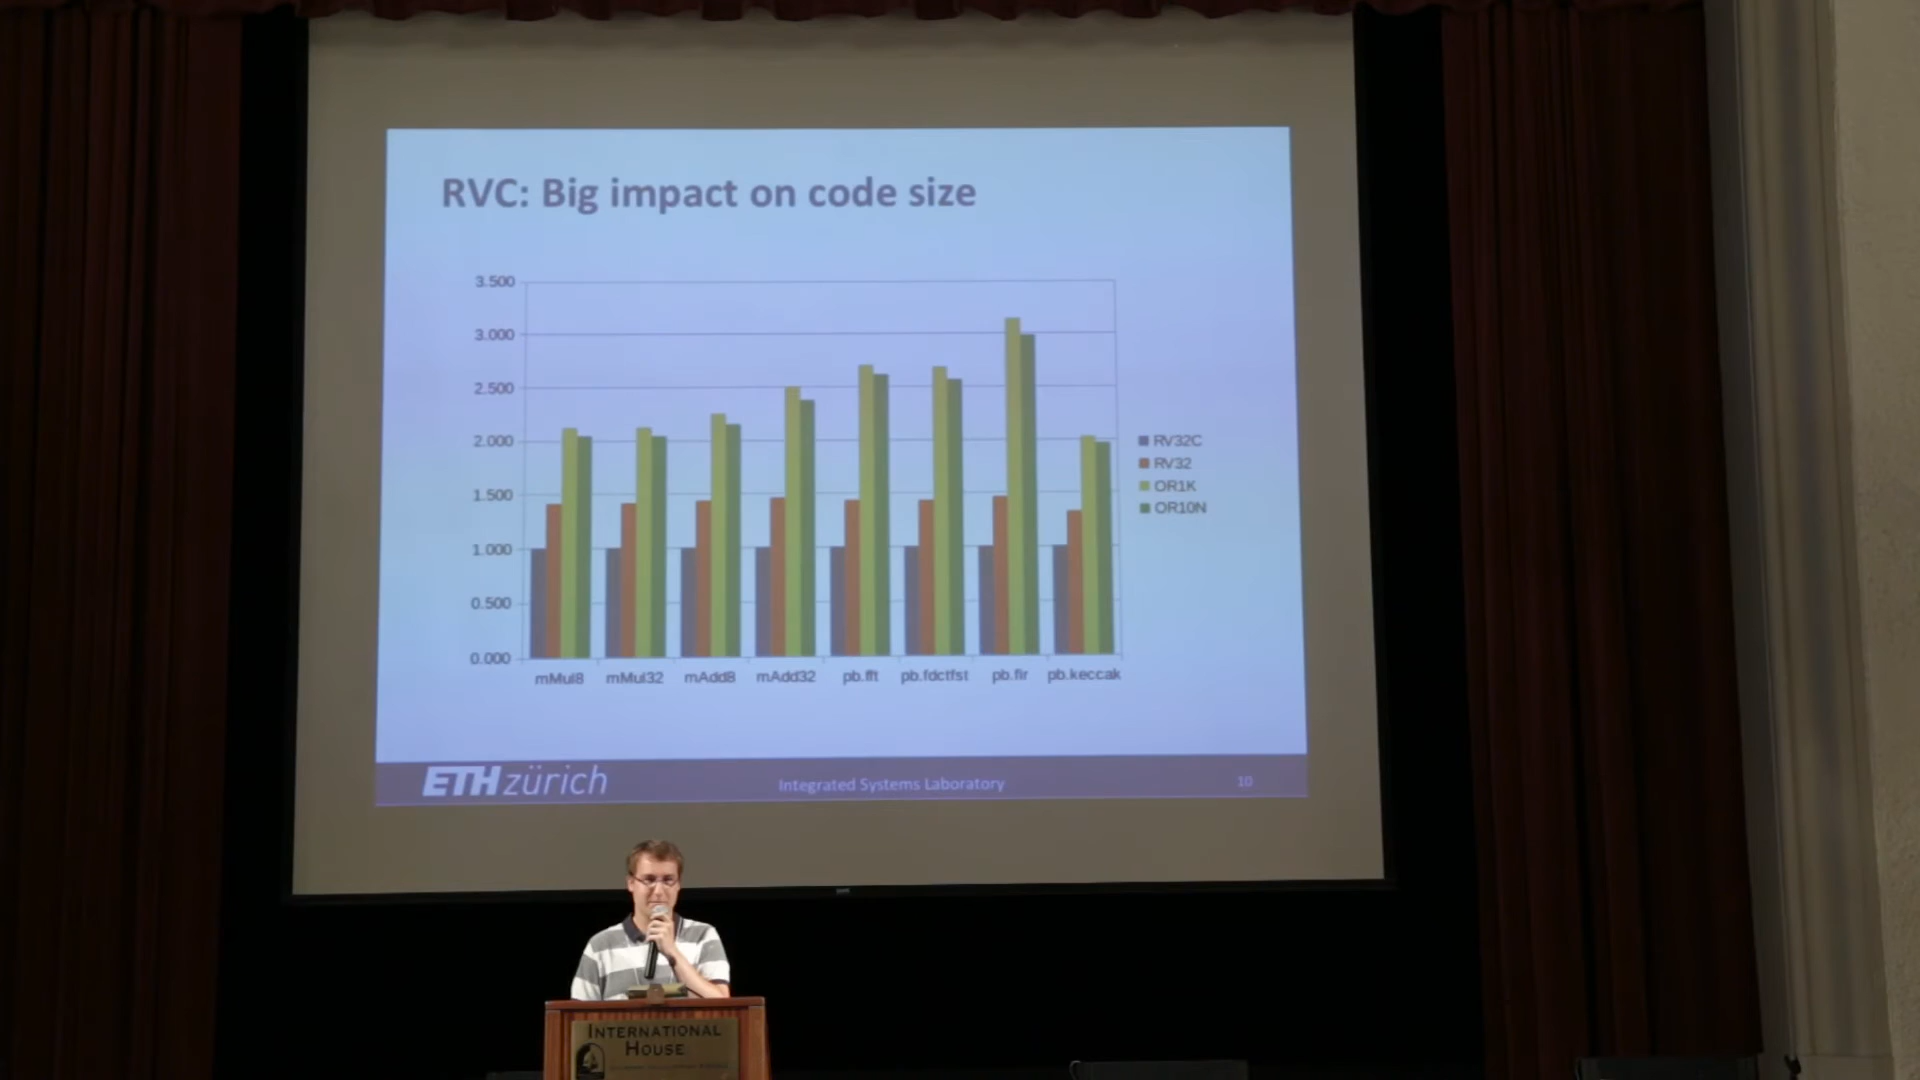 RVC: Big impact on code size
3.500
3.000
2.500
2.000
1.500
1.000
0.500
0.000
mMul8 mMul32 mAdd8 mAdd32 pb.fft pb.fdctfst pb.fir pb.keccak
RV32C
RV32
OR1K
OR10N
ETH zürich Integrated Systems Laboratory 10
INTERNATIONAL
HOUSE